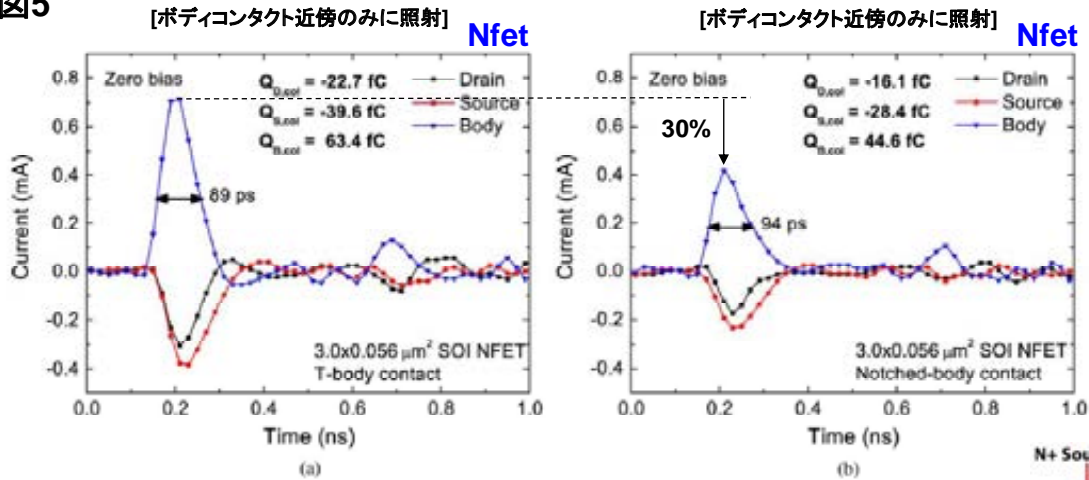 図5
[ボディコンタクト近傍のみに照射]
Nfet
Zero bias
Q_D,col = -22.7 fC
Q_S,col = -39.6 fC
Q_B,col = 63.4 fC
Drain
Source
Body
89 ps
3.0x0.056 μm² SOI NFET
T-body contact
Current (mA)
0.8
0.6
0.4
0.2
0.0
-0.2
-0.4
0.0 0.2 0.4 0.6 0.8 1.0
Time (ns)
(a)
[ボディコンタクト近傍のみに照射]
Nfet
Zero bias
Q_D,col = -16.1 fC
Q_S,col = -28.4 fC
Q_B,col = 44.6 fC
Drain
Source
Body
30%
94 ps
3.0x0.056 μm² SOI NFET
Notched-body contact
Current (mA)
0.8
0.6
0.4
0.2
0.0
-0.2
-0.4
0.0 0.2 0.4 0.6 0.8 1.0
Time (ns)
(b)
N+ Sou